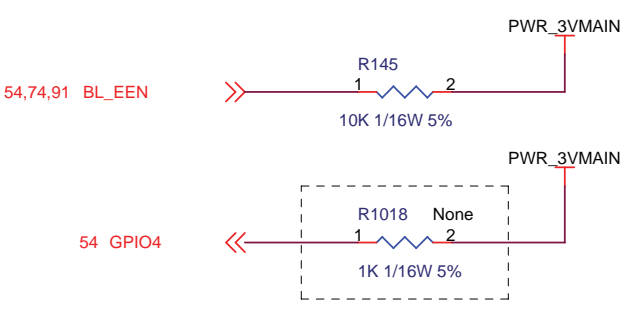 PWR_3VMAIN
R145
1 2
54,74,91 BL_EEN
10K 1/16W 5%
PWR_3VMAIN
R1018 None
1 2
54 GPIO4
1K 1/16W 5%